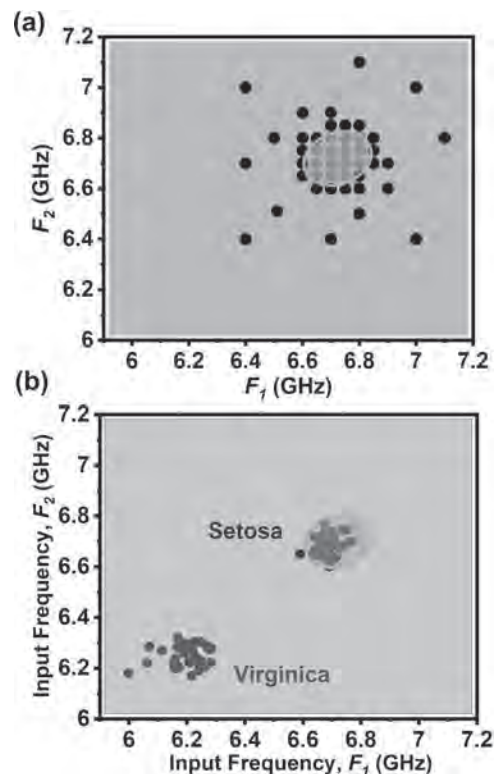 (a)
7.2
7
6.8
6.6
6.4
6.2
6
F2 (GHz)
6 6.2 6.4 6.6 6.8 7 7.2
F1 (GHz)
(b)
7.2
7
6.8
6.6
6.4
6.2
6
Input Frequency, F2 (GHz)
Setosa
Virginica
6 6.2 6.4 6.6 6.8 7 7.2
Input Frequency, F1 (GHz)